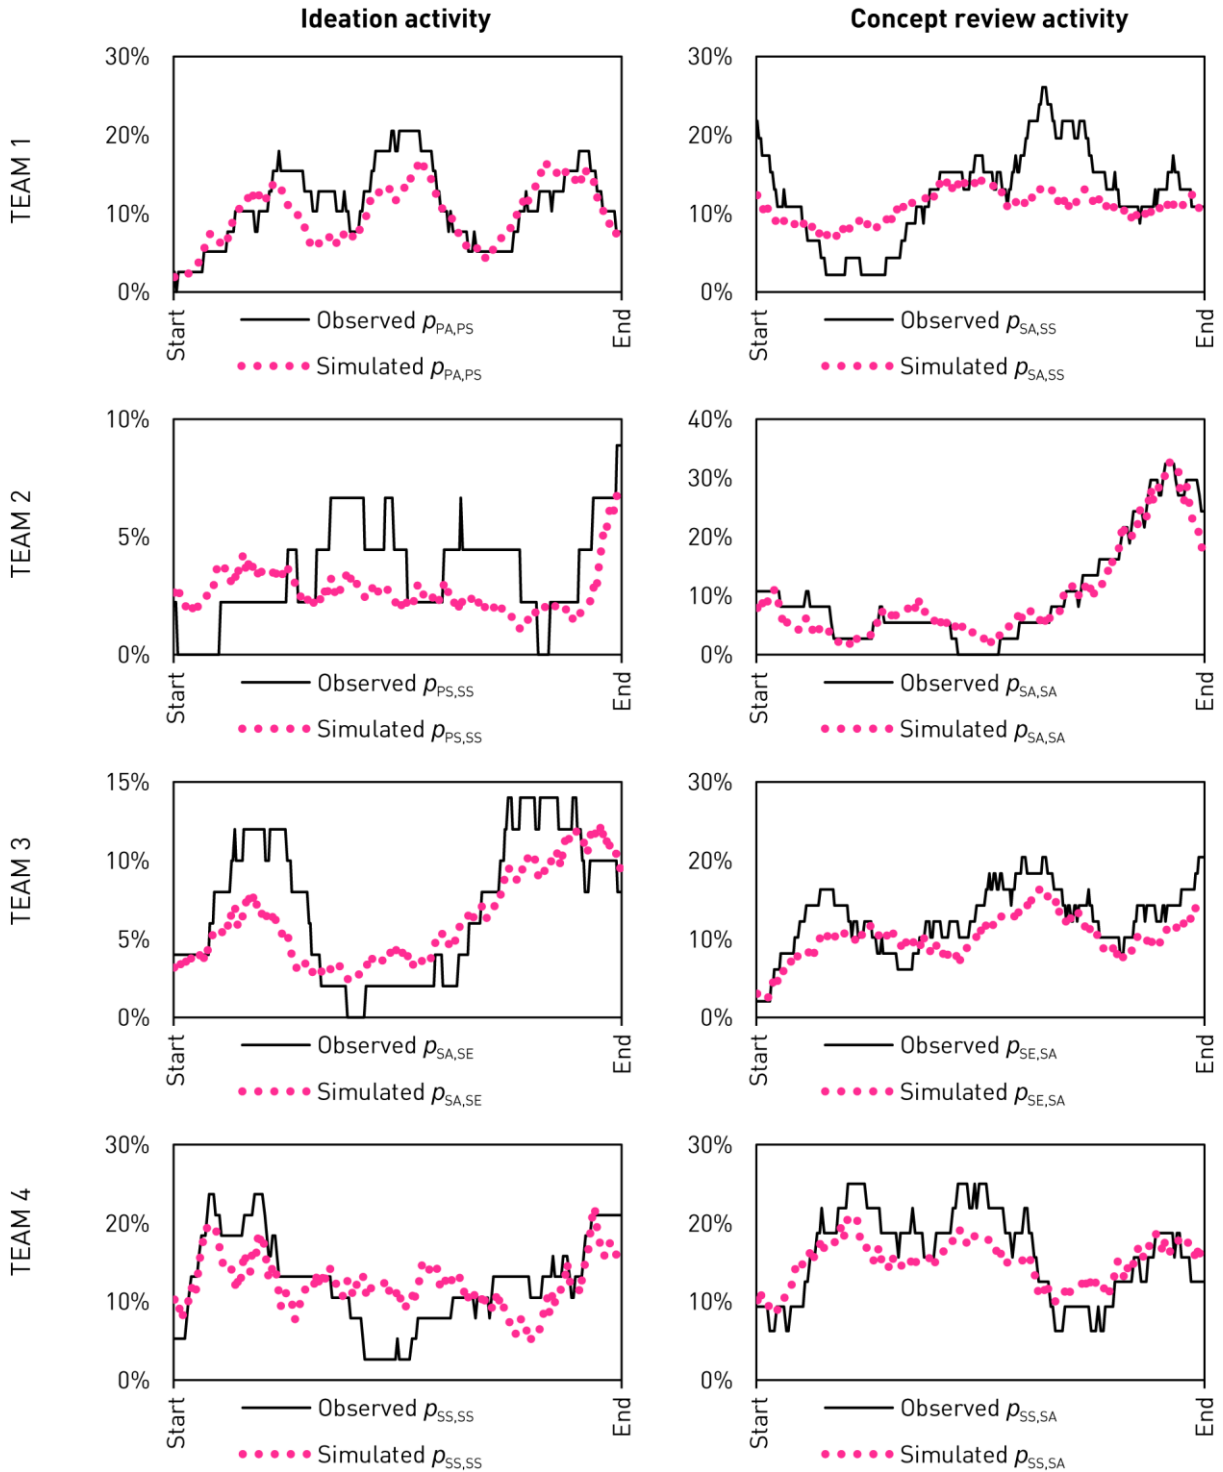 Ideation activity
Concept review activity
TEAM 1
30%
20%
10%
0%
Start
End
Observed pPA,PS
Simulated pPA,PS
30%
20%
10%
0%
Start
End
Observed pSA,SS
Simulated pSA,SS
TEAM 2
10%
5%
0%
Start
End
Observed pPS,SS
Simulated pPS,SS
40%
30%
20%
10%
0%
Start
End
Observed pSA,SA
Simulated pSA,SA
TEAM 3
15%
10%
5%
0%
Start
End
Observed pSA,SE
Simulated pSA,SE
30%
20%
10%
0%
Start
End
Observed pSE,SA
Simulated pSE,SA
TEAM 4
30%
20%
10%
0%
Start
End
Observed pSS,SS
Simulated pSS,SS
30%
20%
10%
0%
Start
End
Observed pSS,SA
Simulated pSS,SA